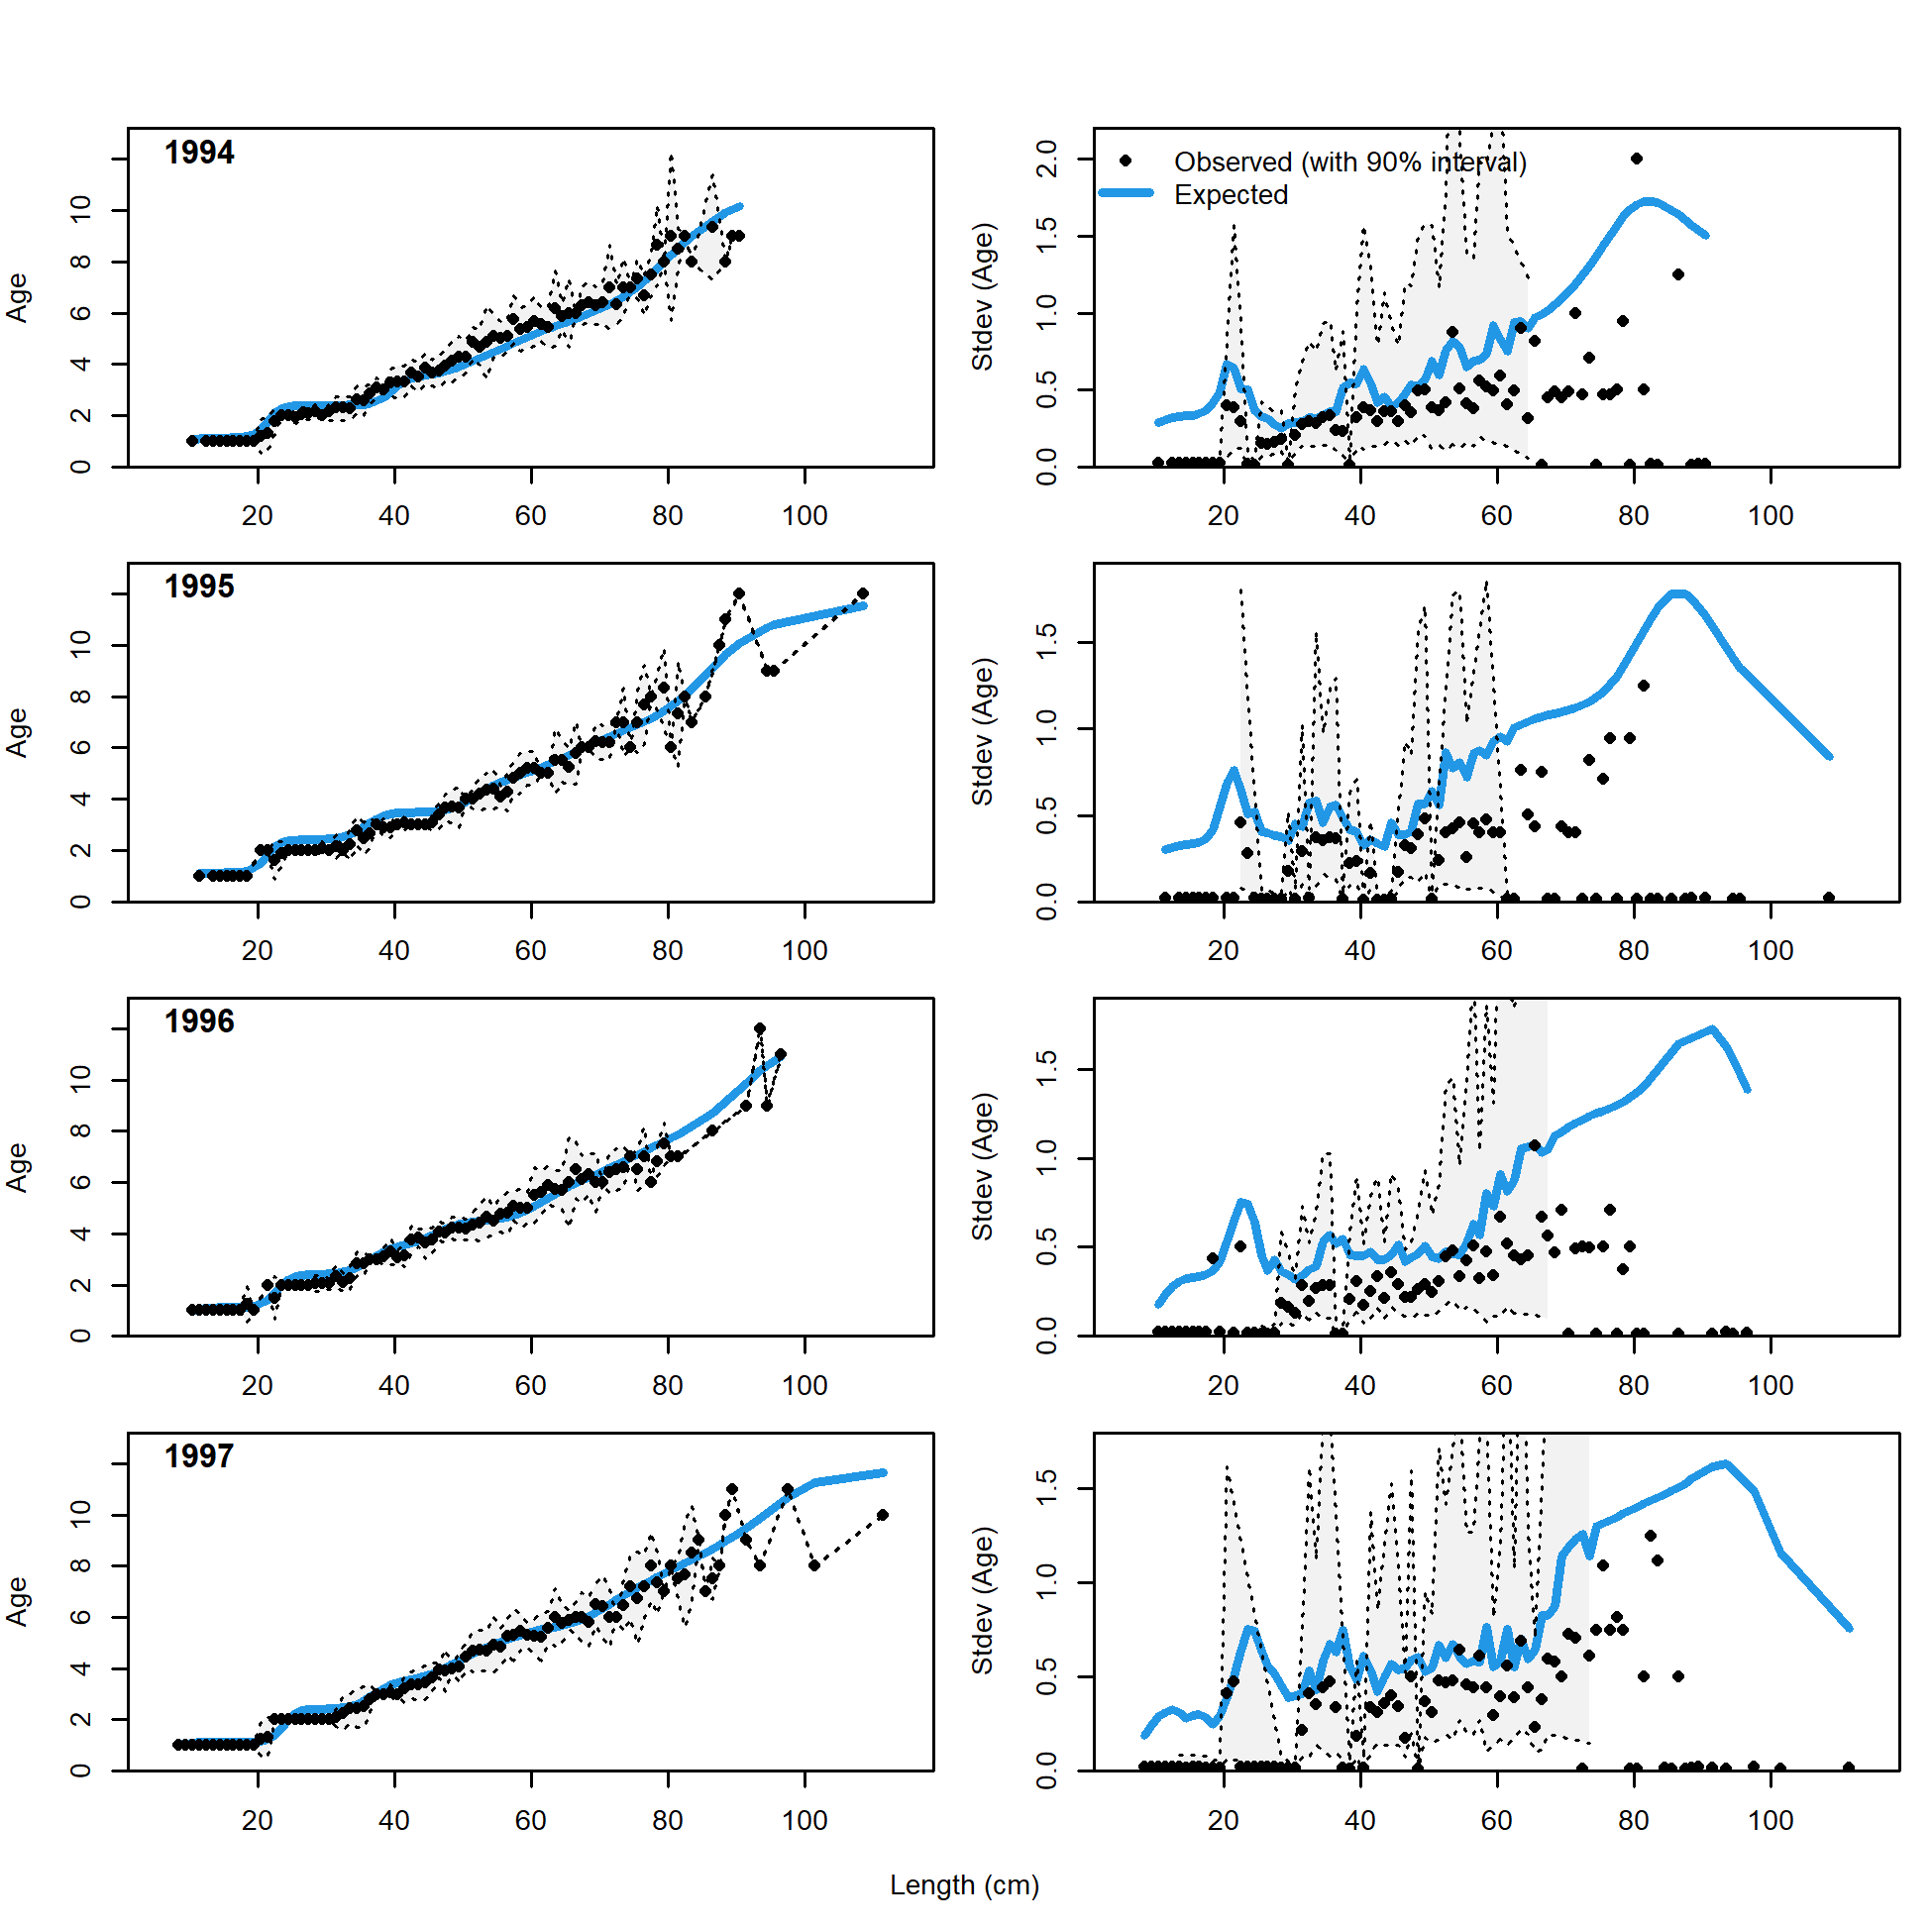 1994
Age
0 2 4 6 8 10
20 40 60 80 100
Observed (with 90% interval)
Expected
Stdev (Age)
0.0 0.5 1.0 1.5 2.0
20 40 60 80 100
1995
Age
0 2 4 6 8 10
20 40 60 80 100
Stdev (Age)
0.0 0.5 1.0 1.5
20 40 60 80 100
1996
Age
0 2 4 6 8 10
20 40 60 80 100
Stdev (Age)
0.0 0.5 1.0 1.5
20 40 60 80 100
1997
Age
0 2 4 6 8 10
20 40 60 80 100
Stdev (Age)
0.0 0.5 1.0 1.5
20 40 60 80 100
Length (cm)